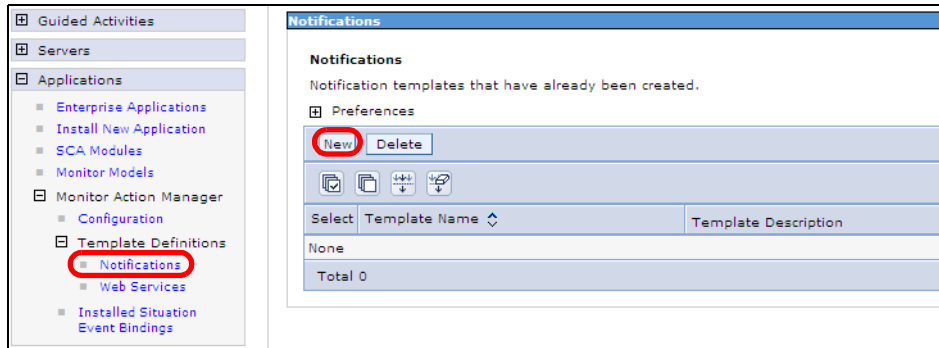 Guided Activities
Servers
Applications
Enterprise Applications
Install New Application
SCA Modules
Monitor Models
Monitor Action Manager
Configuration
Template Definitions
Notifications
Web Services
Installed Situation
Event Bindings
Notifications
Notifications
Notification templates that have already been created.
Preferences
New Delete
Select Template Name Template Description
None
Total 0